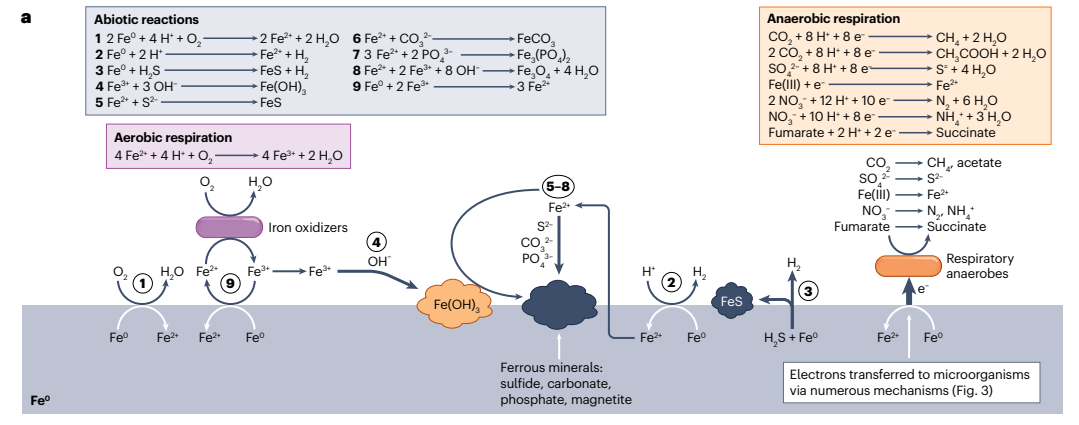 a
Abiotic reactions
1 2 Fe⁰ + 4 H⁺ + O₂ → 2 Fe²⁺ + 2 H₂O
2 Fe⁰ + 2 H⁺ → Fe²⁺ + H₂
3 Fe⁰ + H₂S → FeS + H₂
4 Fe³⁺ + 3 OH⁻ → Fe(OH)₃
5 Fe²⁺ + S²⁻ → FeS
6 Fe²⁺ + CO₃²⁻ → FeCO₃
7 3 Fe²⁺ + 2 PO₄³⁻ → Fe₃(PO₄)₂
8 Fe²⁺ + 2 Fe³⁺ + 8 OH⁻ → Fe₃O₄ + 4 H₂O
9 Fe⁰ + 2 Fe³⁺ → 3 Fe²⁺
Aerobic respiration
4 Fe²⁺ + 4 H⁺ + O₂ → 4 Fe³⁺ + 2 H₂O
Anaerobic respiration
CO₂ + 8 H⁺ + 8 e⁻ → CH₄ + 2 H₂O
2 CO₂ + 8 H⁺ + 8 e⁻ → CH₃COOH + 2 H₂O
SO₄²⁻ + 8 H⁺ + 8 e⁻ → S⁼ + 4 H₂O
Fe(III) + e⁻ → Fe²⁺
2 NO₃⁻ + 12 H⁺ + 10 e⁻ → N₂ + 6 H₂O
NO₃⁻ + 10 H⁺ + 8 e⁻ → NH₄⁺ + 3 H₂O
Fumarate + 2 H⁺ + 2 e⁻ → Succinate
O₂ H₂O
Iron oxidizers
O₂ 1 H₂O
Fe⁰ Fe²⁺
Fe²⁺ 9 Fe³⁺ → Fe³⁺
Fe²⁺ Fe⁰
4
OH⁻
Fe(OH)₃
5–8
Fe²⁺
S²⁻
CO₃²⁻
PO₄³⁻
Ferrous minerals:
sulfide, carbonate,
phosphate, magnetite
H⁺ 2 H₂
Fe²⁺ Fe⁰
FeS
H₂
3
H₂S + Fe⁰
CO₂ → CH₄, acetate
SO₄²⁻ → S²⁻
Fe(III) → Fe²⁺
NO₃⁻ → N₂, NH₄⁺
Fumarate → Succinate
Respiratory
anaerobes
e⁻
Fe²⁺ Fe⁰
Electrons transferred to microorganisms
via numerous mechanisms (Fig. 3)
Fe⁰